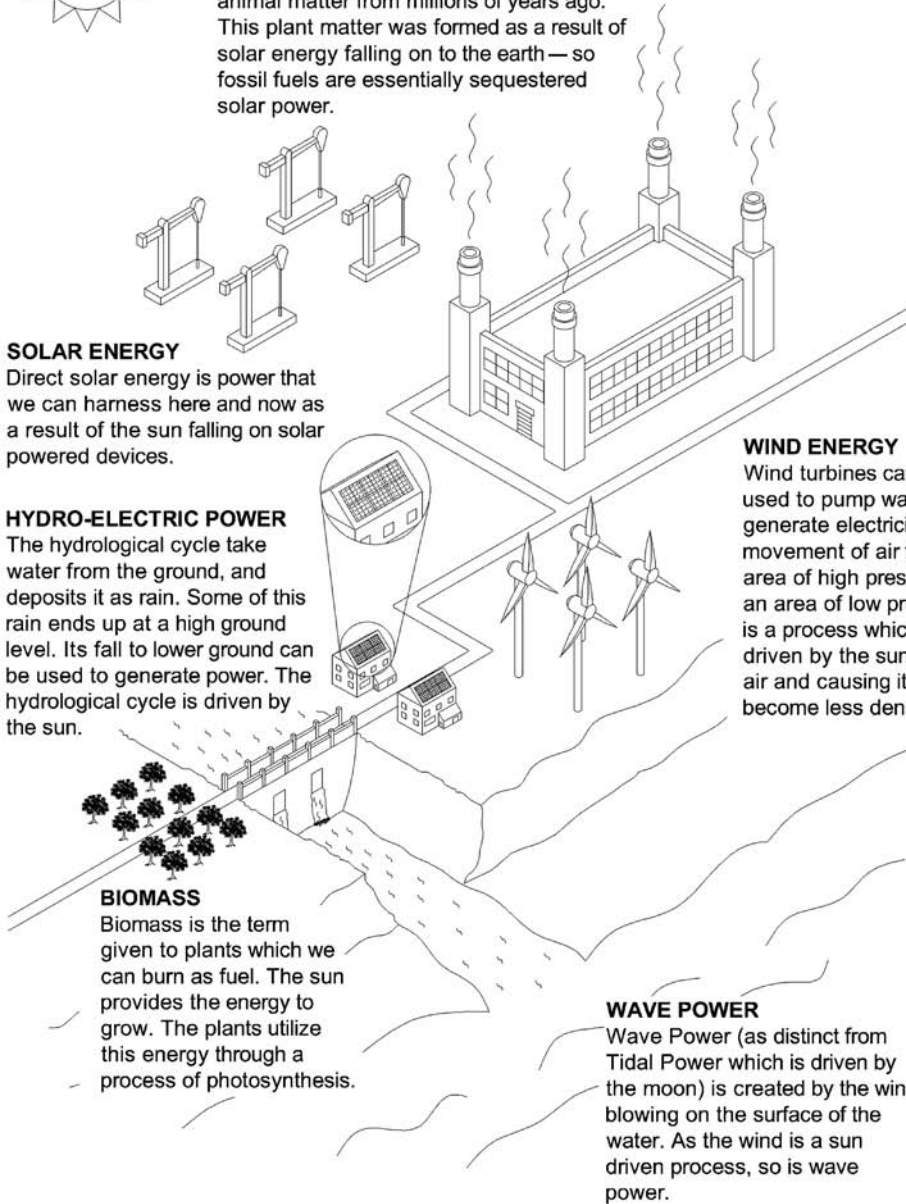 animal matter from millions of years ago.
This plant matter was formed as a result of
solar energy falling on to the earth — so
fossil fuels are essentially sequestered
solar power.
SOLAR ENERGY
Direct solar energy is power that
we can harness here and now as
a result of the sun falling on solar
powered devices.
HYDRO-ELECTRIC POWER
The hydrological cycle take
water from the ground, and
deposits it as rain. Some of this
rain ends up at a high ground
level. Its fall to lower ground can
be used to generate power. The
hydrological cycle is driven by
the sun.
WIND ENERGY
Wind turbines ca
used to pump wa
generate electrici
movement of air
area of high pres
an area of low pr
is a process whic
driven by the sun
air and causing it
become less den
BIOMASS
Biomass is the term
given to plants which we
can burn as fuel. The sun
provides the energy to
grow. The plants utilize
this energy through a
process of photosynthesis.
WAVE POWER
Wave Power (as distinct from
Tidal Power which is driven by
the moon) is created by the win
blowing on the surface of the
water. As the wind is a sun
driven process, so is wave
power.